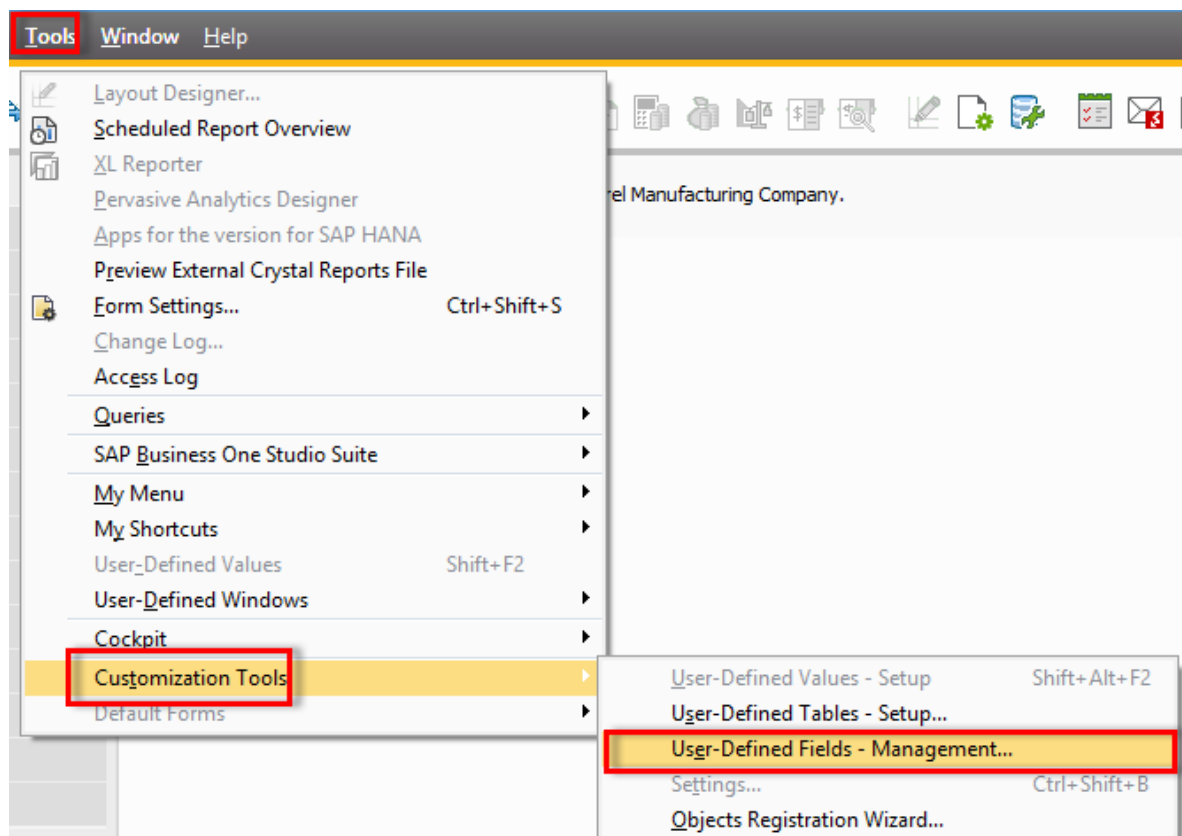 Tools Window Help
Layout Designer...
Scheduled Report Overview
XL Reporter
Pervasive Analytics Designer
rel Manufacturing Company.
Apps for the version for SAP HANA
Preview External Crystal Reports File
Form Settings... Ctrl+Shift+S
Change Log...
Access Log
Queries
SAP Business One Studio Suite
My Menu
My Shortcuts
User-Defined Values Shift+F2
User-Defined Windows
Cockpit
Customization Tools
Default Forms
User-Defined Values - Setup Shift+Alt+F2
User-Defined Tables - Setup...
User-Defined Fields - Management...
Settings... Ctrl+Shift+B
Objects Registration Wizard...